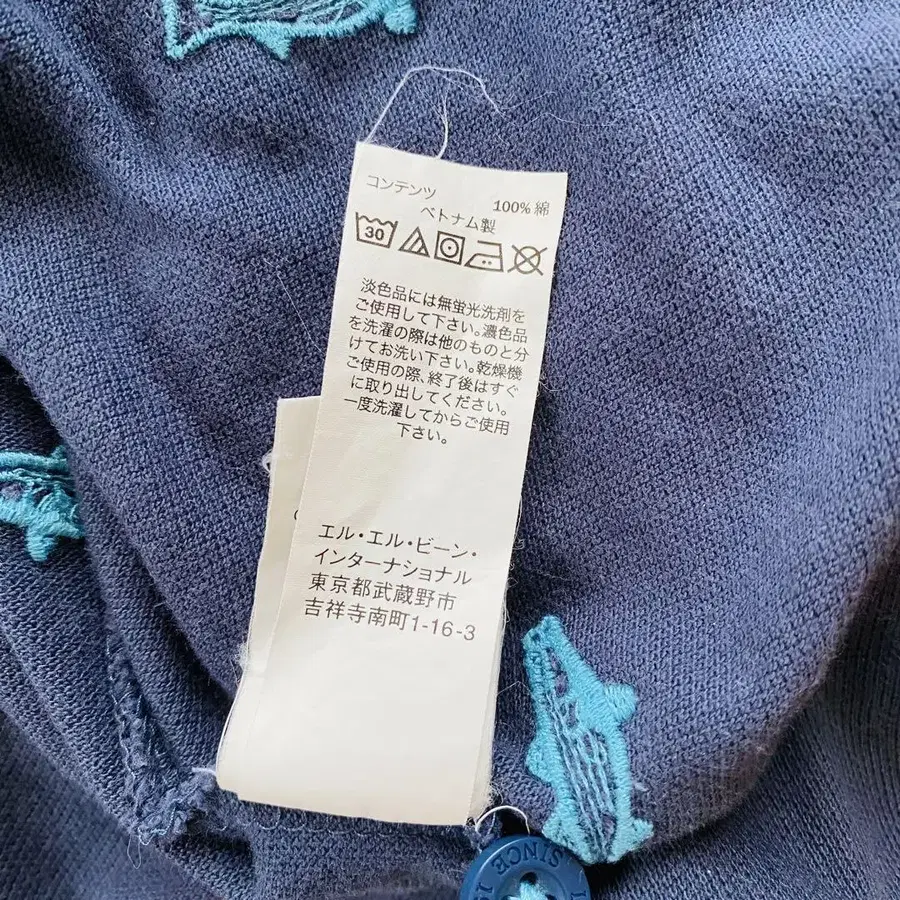 コンテンツ 100% 綿
ベトナム製
30
淡色品には無蛍光洗剤を
ご使用して下さい。濃色品
を洗濯の際は他のものと分
けてお洗い下さい。乾燥機
ご使用の際、終了後はすぐ
に取り出してください。
一度洗濯してからご使用
下さい。
エル・エル・ビーン・
インターナショナル
東京都武蔵野市
吉祥寺南町1-16-3
SINCE 1